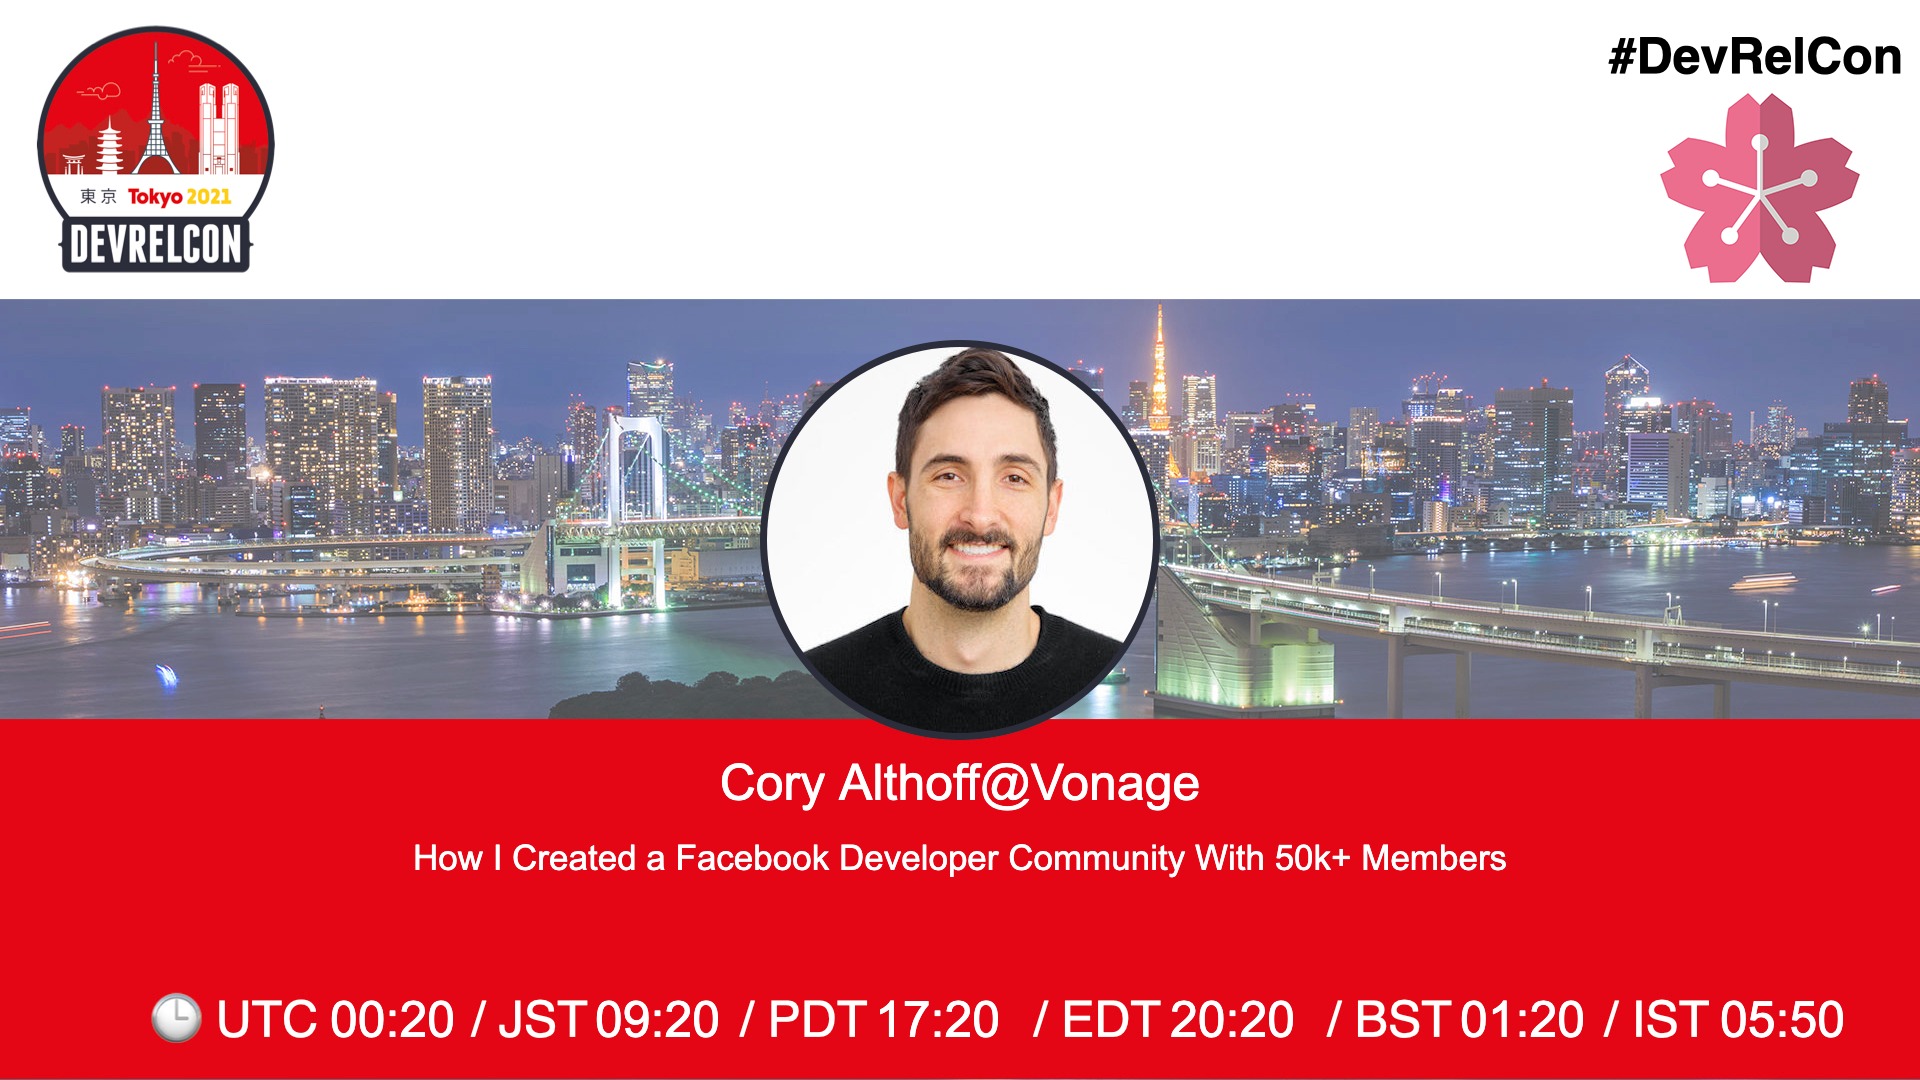 東京 Tokyo 2021
DEVRELCON
#DevRelCon
Cory Althoff@Vonage
How I Created a Facebook Developer Community With 50k+ Members
UTC 00:20 / JST 09:20 / PDT 17:20 / EDT 20:20 / BST 01:20 / IST 05:50